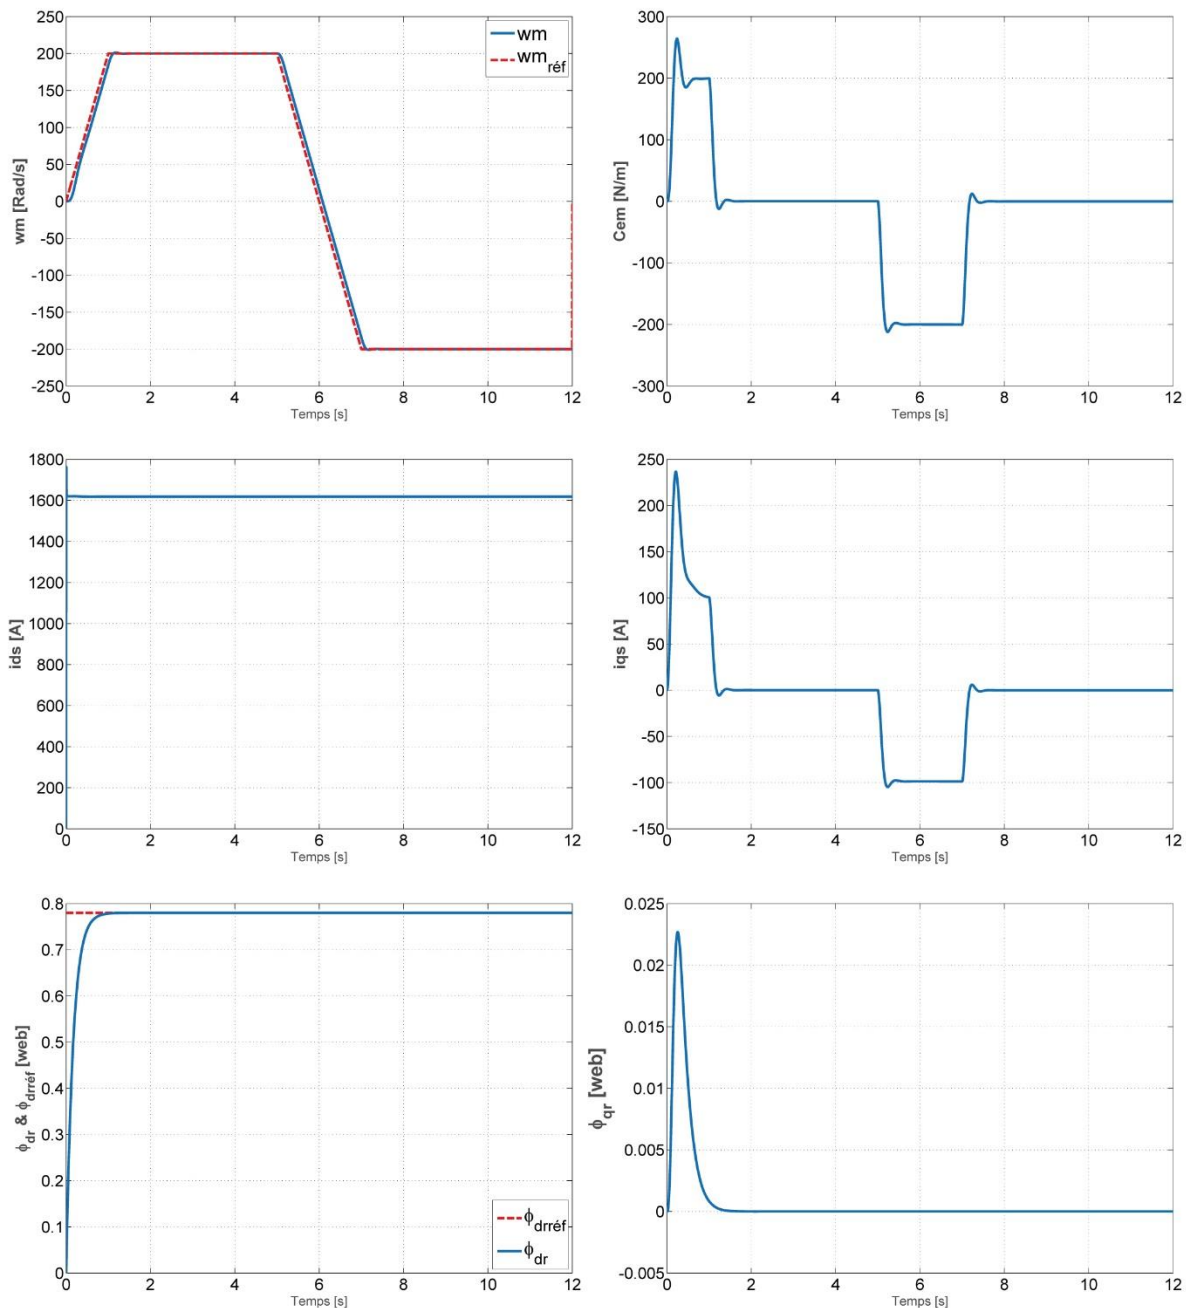 250
200
150
100
50
0
-50
-100
-150
-200
-250
wm [Rad/s]
0 2 4 6 8 10 12
Temps [s]
wm
wm réf
300
200
100
0
-100
-200
-300
Cem [N/m]
0 2 4 6 8 10 12
Temps [s]
1800
1600
1400
1200
1000
800
600
400
200
0
ids [A]
0 2 4 6 8 10 12
Temps [s]
250
200
150
100
50
0
-50
-100
-150
iqs [A]
0 2 4 6 8 10 12
Temps [s]
0.8
0.7
0.6
0.5
0.4
0.3
0.2
0.1
0
ϕdr & ϕdrréf [web]
0 2 4 6 8 10 12
Temps [s]
ϕdrréf
ϕdr
0.025
0.02
0.015
0.01
0.005
0
-0.005
ϕqr [web]
0 2 4 6 8 10 12
Temps [s]